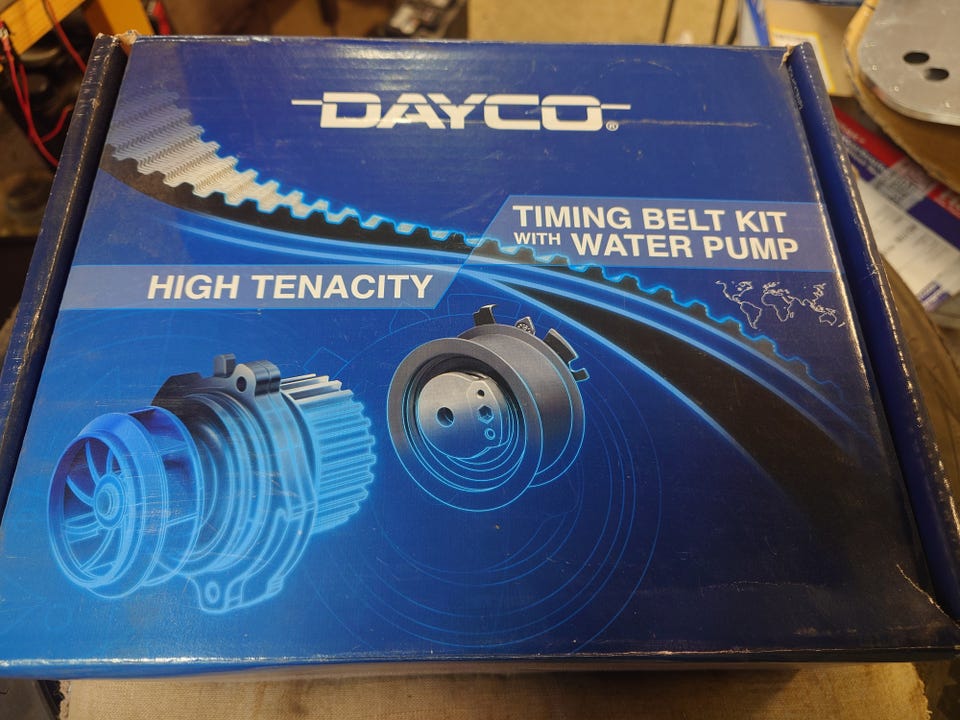 DAYCO®
TIMING BELT KIT
WITH WATER PUMP
HIGH TENACITY